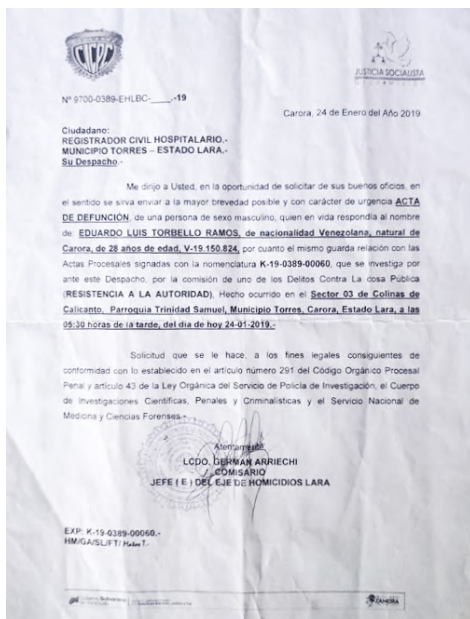 CICPC
JUSTICIA SOCIALISTA
Nº 9700-0389-EHLBC-____.-19
Carora, 24 de Enero del Año 2019
Ciudadano:
REGISTRADOR CIVIL HOSPITALARIO.-
MUNICIPIO TORRES – ESTADO LARA.-
Su Despacho.-
Me dirijo a Usted, en la oportunidad de solicitar de sus buenos oficios, en
el sentido se sirva enviar a la mayor brevedad posible y con carácter de urgencia ACTA
DE DEFUNCIÓN, de una persona de sexo masculino, quien en vida respondía al nombre
de: EDUARDO LUIS TORBELLO RAMOS, de nacionalidad Venezolana, natural de
Carora, de 28 años de edad, V-19.150.824, por cuanto el mismo guarda relación con las
Actas Procesales signadas con la nomenclatura K-19-0389-00060, que se investiga por
ante este Despacho, por la comisión de uno de los Delitos Contra La cosa Pública
(RESISTENCIA A LA AUTORIDAD), Hecho ocurrido en el Sector 03 de Colinas de
Calicanto, Parroquia Trinidad Samuel, Municipio Torres, Carora, Estado Lara, a las
05:30 horas de la tarde, del día de hoy 24-01-2019.-
Solicitud que se le hace, a los fines legales consiguientes de
conformidad con lo establecido en el artículo número 291 del Código Orgánico Procesal
Penal y artículo 43 de la Ley Orgánica del Servicio de Policía de Investigación, el Cuerpo
de Investigaciones Científicas, Penales y Criminalísticas y el Servicio Nacional de
Medicina y Ciencias Forenses.-
Atentamente
LCDO. GERMAN ARRIECHI
COMISARIO
JEFE ( E ) DEL EJE DE HOMICIDIOS LARA
EXP: K-19-0389-00060.-
HM/GA/SL/FT/
ZAMORA